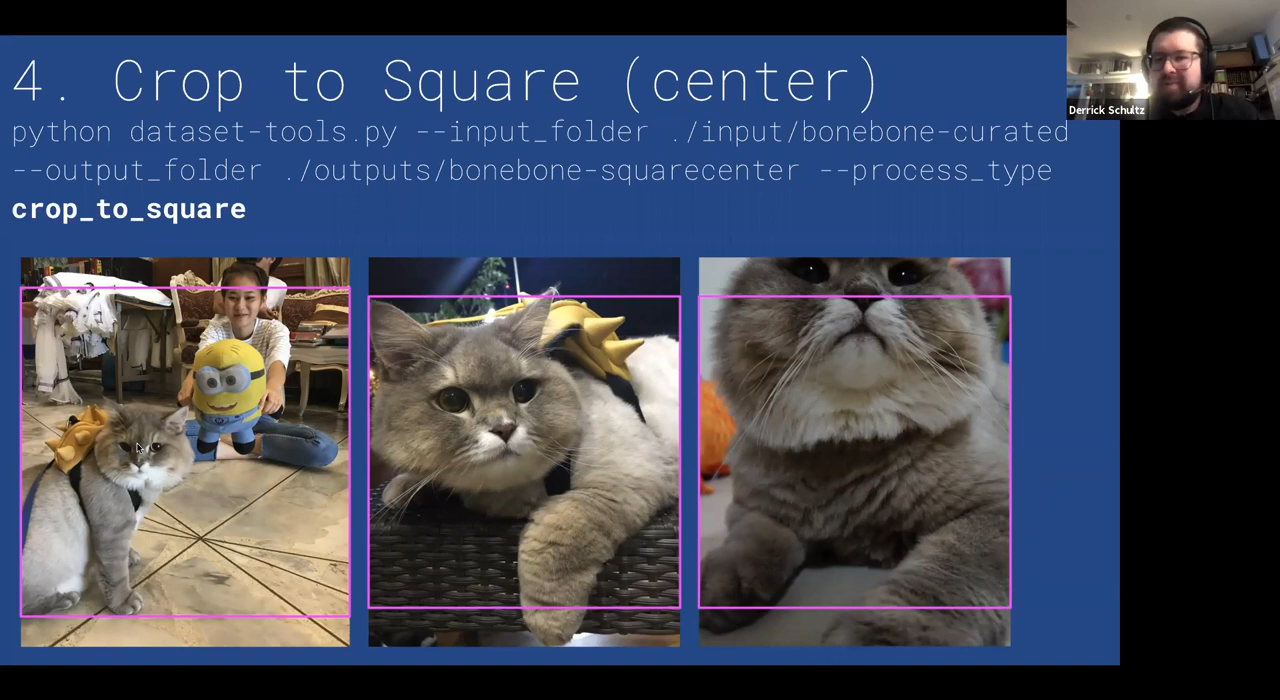 4. Crop to Square (center)
python dataset-tools.py --input_folder ./input/bonebone-curated
--output_folder ./outputs/bonebone-squarecenter --process_type
crop_to_square
Derrick Schultz